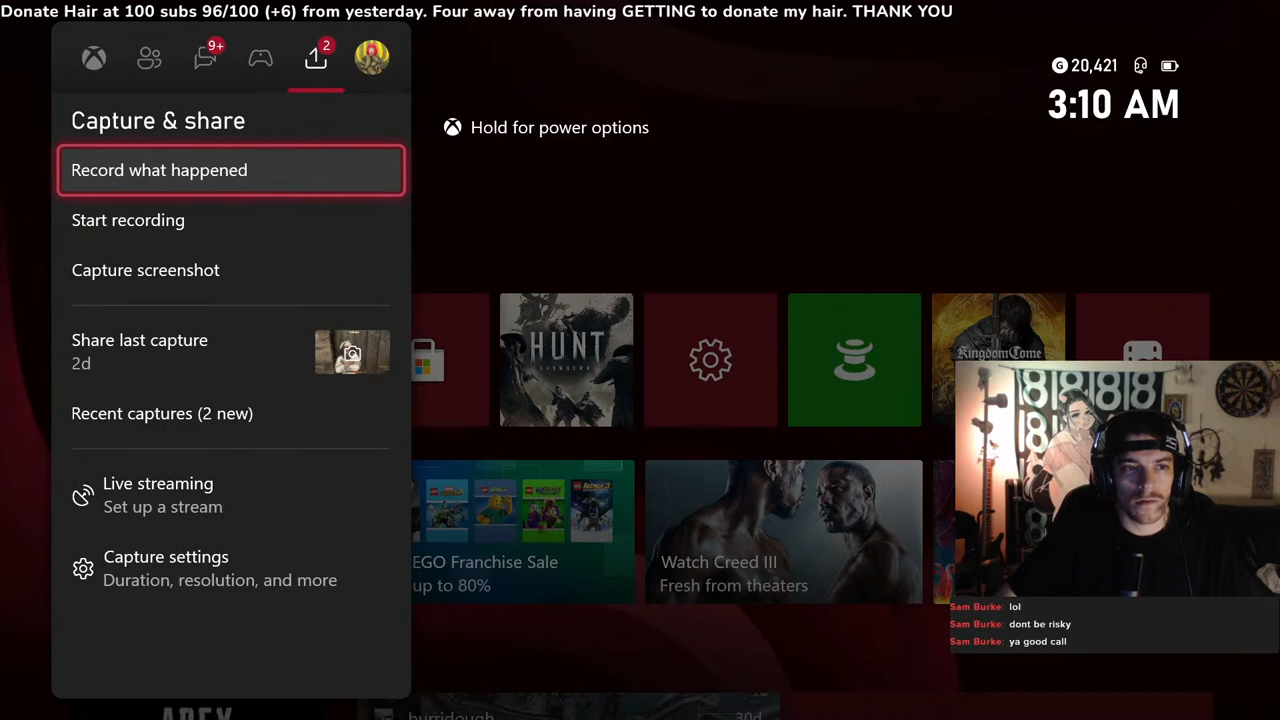 Donate Hair at 100 subs 96/100 (+6) from yesterday. Four away from having GETTING to donate my hair. THANK YOU
9+
2
G 20,421
3:10 AM
Capture & share
Hold for power options
Record what happened
Start recording
Capture screenshot
Share last capture
2d
Recent captures (2 new)
Live streaming
Set up a stream
Capture settings
Duration, resolution, and more
HUNT
SHOWDOWN
KINGDOM COME
EGO Franchise Sale
up to 80%
Watch Creed III
Fresh from theaters
Sam Burke: lol
Sam Burke: dont be risky
Sam Burke: ya good call
APEX
burridough
30d